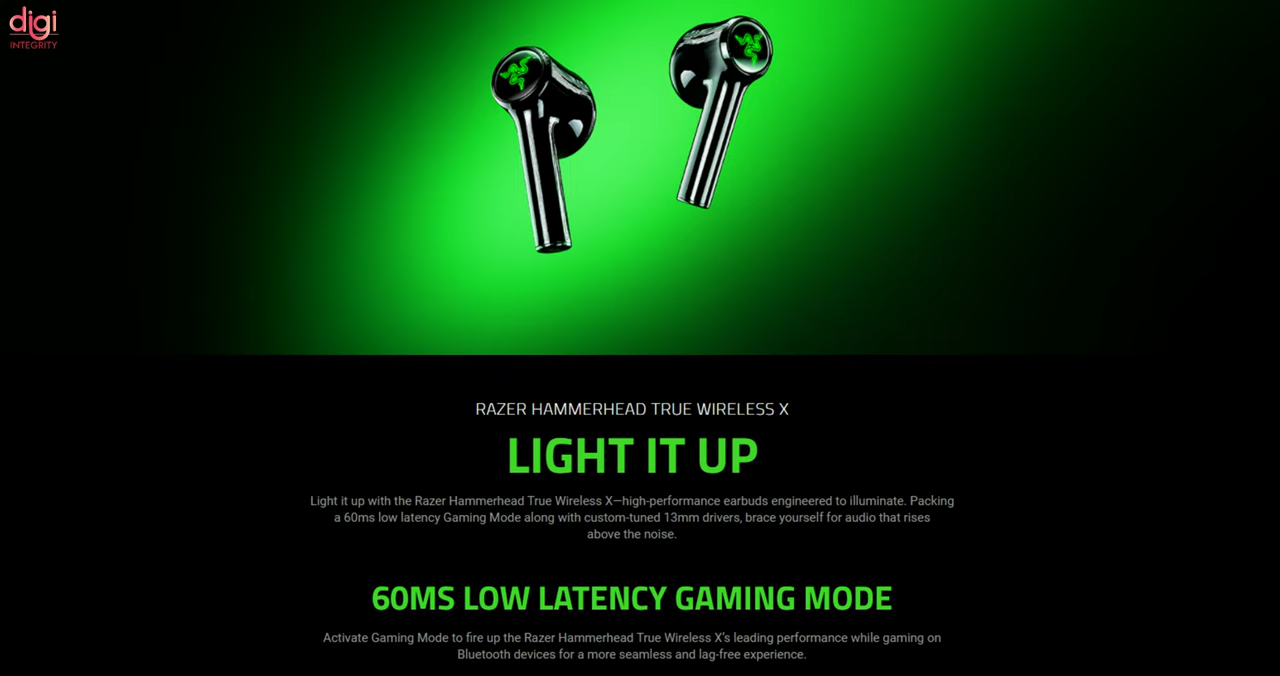 digi
INTEGRITY
RAZER HAMMERHEAD TRUE WIRELESS X
LIGHT IT UP
Light it up with the Razer Hammerhead True Wireless X—high-performance earbuds engineered to illuminate. Packing
a 60ms low latency Gaming Mode along with custom-tuned 13mm drivers, brace yourself for audio that rises
above the noise.
60MS LOW LATENCY GAMING MODE
Activate Gaming Mode to fire up the Razer Hammerhead True Wireless X's leading performance while gaming on
Bluetooth devices for a more seamless and lag-free experience.